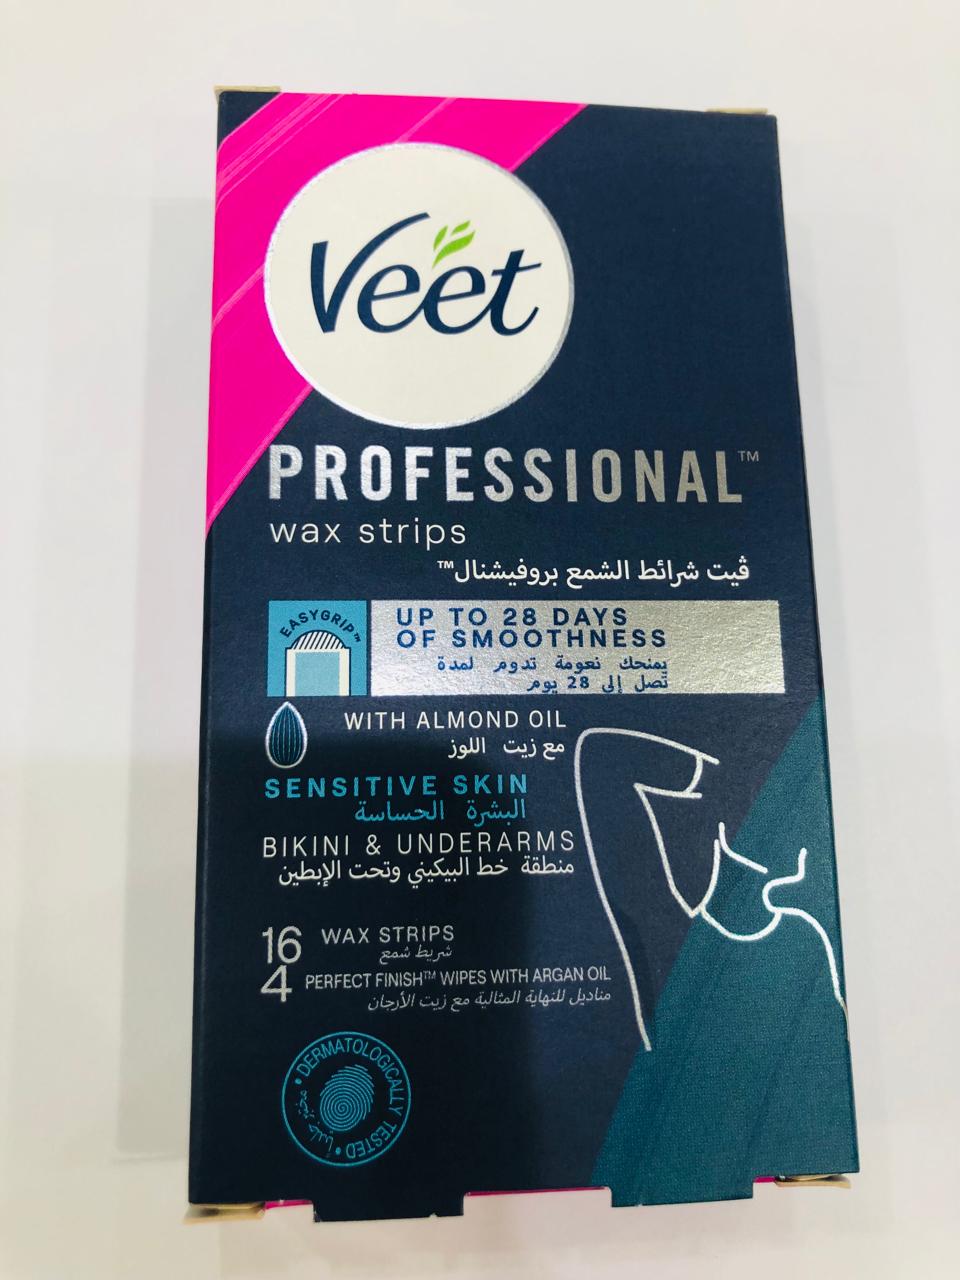 Veet
PROFESSIONAL™
wax strips
ڤيت شرائط الشمع بروفيشنال™
EASYGRIP™
UP TO 28 DAYS
OF SMOOTHNESS
يمنحك نعومة تدوم لمدة
تصل إلى 28 يوم
WITH ALMOND OIL
مع زيت اللوز
SENSITIVE SKIN
البشرة الحساسة
BIKINI & UNDERARMS
منطقة خط البيكيني وتحت الإبطين
16 WAX STRIPS
شريط شمع
4 PERFECT FINISH™ WIPES WITH ARGAN OIL
مناديل للنهاية المثالية مع زيت الأرجان
• DERMATOLOGICALLY TESTED •
مختبر جلدياً